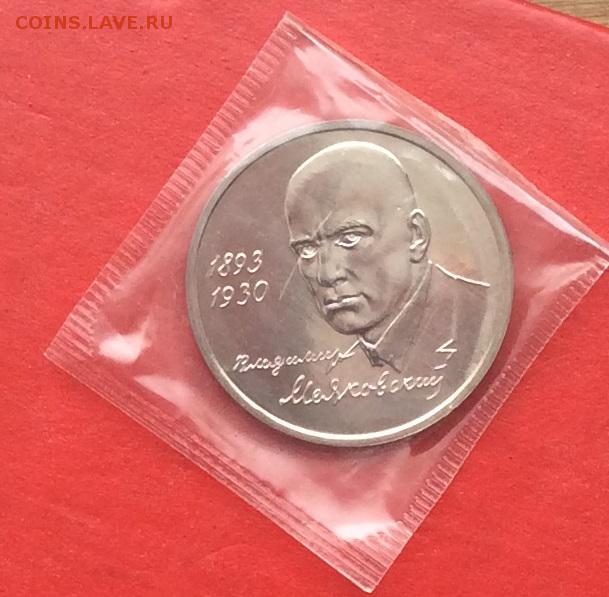 COINS.LAVE.RU
1893
1930
Владимир
Маяковский